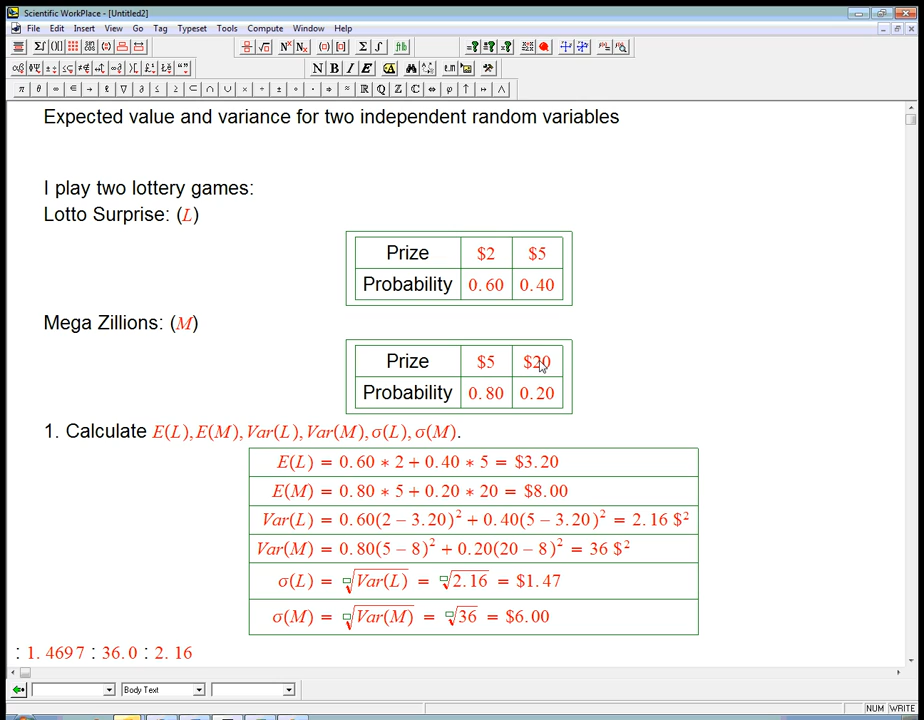 Scientific WorkPlace - [Untitled2]
File Edit Insert View Go Tag Typeset Tools Compute Window Help
Expected value and variance for two independent random variables
I play two lottery games:
Lotto Surprise: (L)
Prize $2 $5
Probability 0.60 0.40
Mega Zillions: (M)
Prize $5 $20
Probability 0.80 0.20
1. Calculate E(L), E(M), Var(L), Var(M), σ(L), σ(M).
E(L) = 0.60 * 2 + 0.40 * 5 = $3.20
E(M) = 0.80 * 5 + 0.20 * 20 = $8.00
Var(L) = 0.60(2 − 3.20)² + 0.40(5 − 3.20)² = 2.16 $²
Var(M) = 0.80(5 − 8)² + 0.20(20 − 8)² = 36 $²
σ(L) = √Var(L) = √2.16 = $1.47
σ(M) = √Var(M) = √36 = $6.00
: 1.4697 : 36.0 : 2.16
Body Text
NUM WRITE